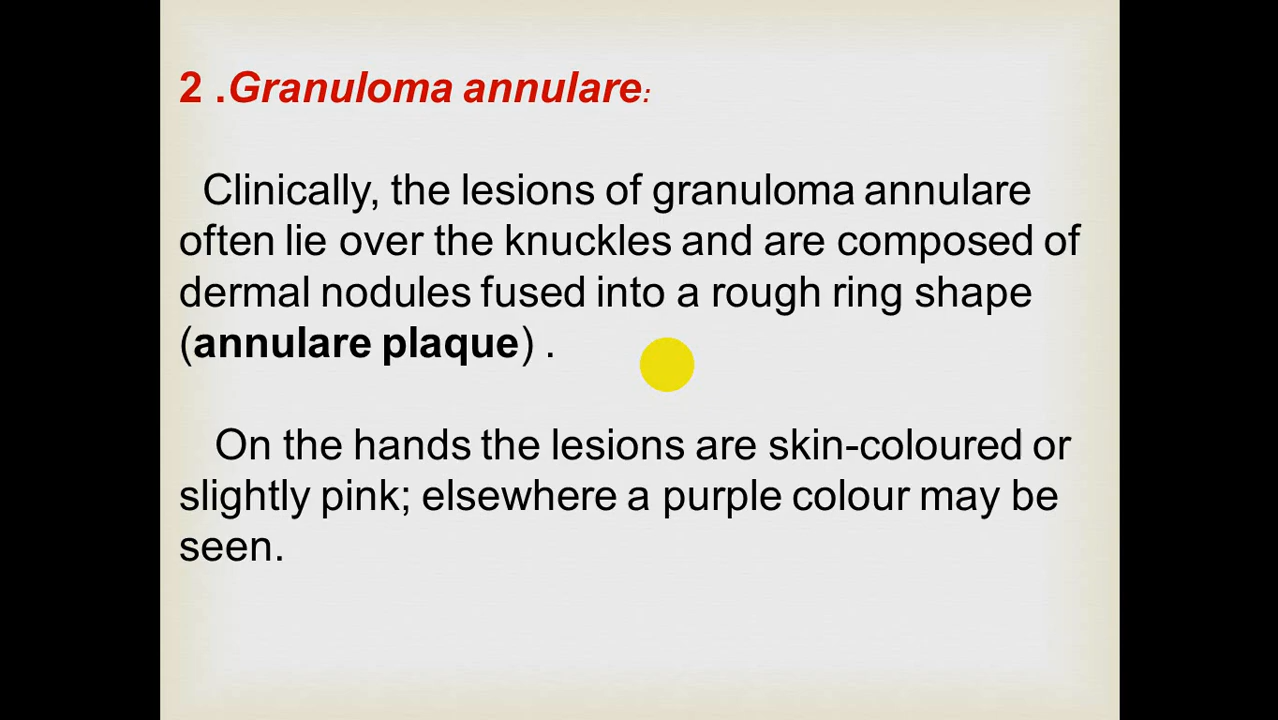 2 .Granuloma annulare:
Clinically, the lesions of granuloma annulare
often lie over the knuckles and are composed of
dermal nodules fused into a rough ring shape
(annulare plaque) .
On the hands the lesions are skin-coloured or
slightly pink; elsewhere a purple colour may be
seen.